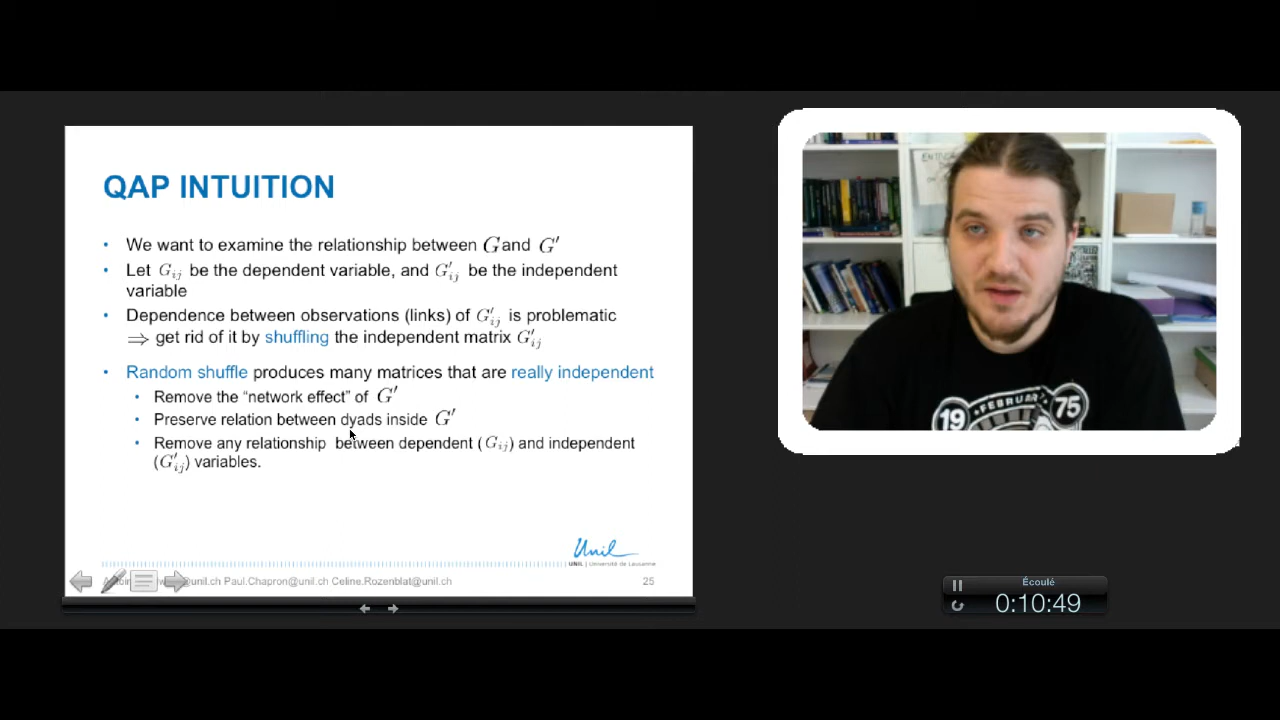 QAP INTUITION
• We want to examine the relationship between G and G′
• Let G_ij be the dependent variable, and G′_ij be the independent
variable
• Dependence between observations (links) of G′_ij is problematic
⇒ get rid of it by shuffling the independent matrix G′_ij
• Random shuffle produces many matrices that are really independent
• Remove the “network effect” of G′
• Preserve relation between dyads inside G′
• Remove any relationship between dependent (G_ij) and independent
(G′_ij) variables.
Unil
UNIL | Université de Lausanne
@unil.ch Paul.Chapron@unil.ch Celine.Rozenblat@unil.ch 25
19 FEBRUARY 75
Écoulé
0:10:49